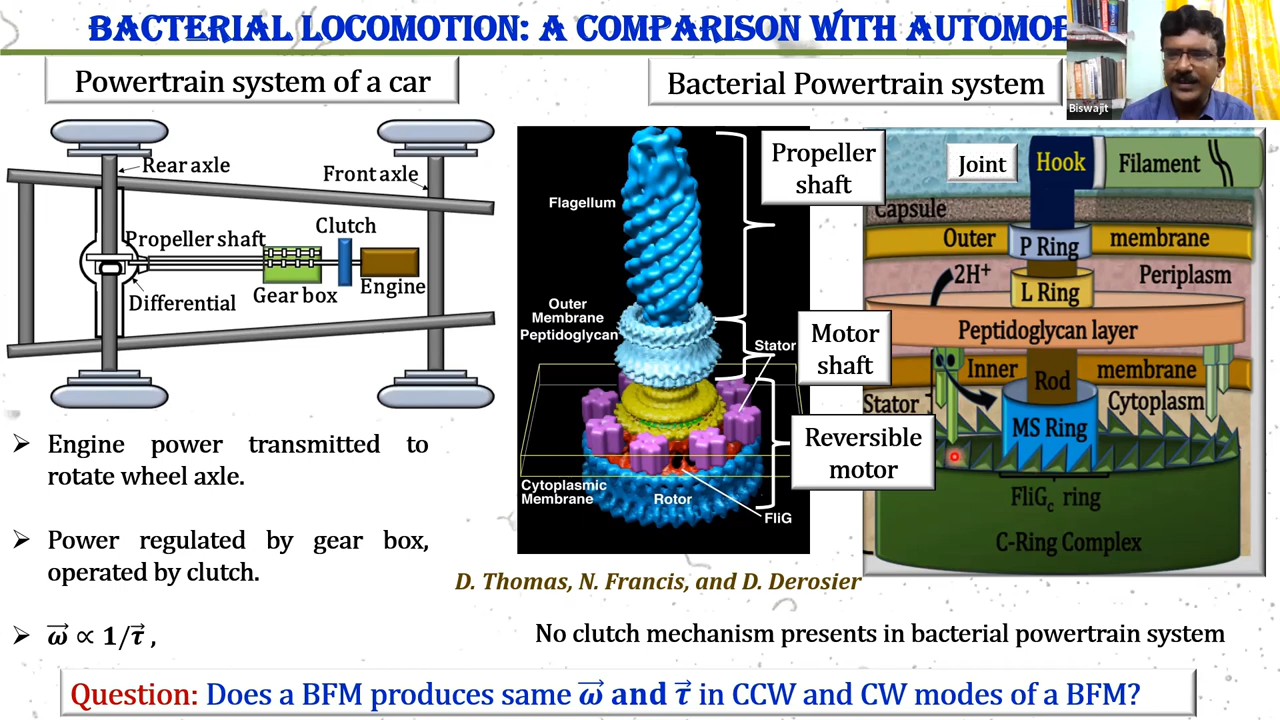 BACTERIAL LOCOMOTION: A COMPARISON WITH AUTOMOB
Biswajit
Powertrain system of a car
Bacterial Powertrain system
Rear axle
Front axle
Propeller shaft
Clutch
Differential
Gear box
Engine
Flagellum
Outer
Membrane
Peptidoglycan
Stator
Cytoplasmic
Membrane
Rotor
FliG
Propeller
shaft
Motor
shaft
Reversible
motor
Joint
Hook
Filament
Capsule
Outer membrane
P Ring
2H⁺
Periplasm
L Ring
Peptidoglycan layer
Inner membrane
Rod
Stator
Cytoplasm
MS Ring
FliGc ring
C-Ring Complex
➢ Engine power transmitted to
rotate wheel axle.
➢ Power regulated by gear box,
operated by clutch.
➢ ω⃗ ∝ 1/τ⃗ ,
D. Thomas, N. Francis, and D. Derosier
No clutch mechanism presents in bacterial powertrain system
Question: Does a BFM produces same ω⃗ and τ⃗ in CCW and CW modes of a BFM?